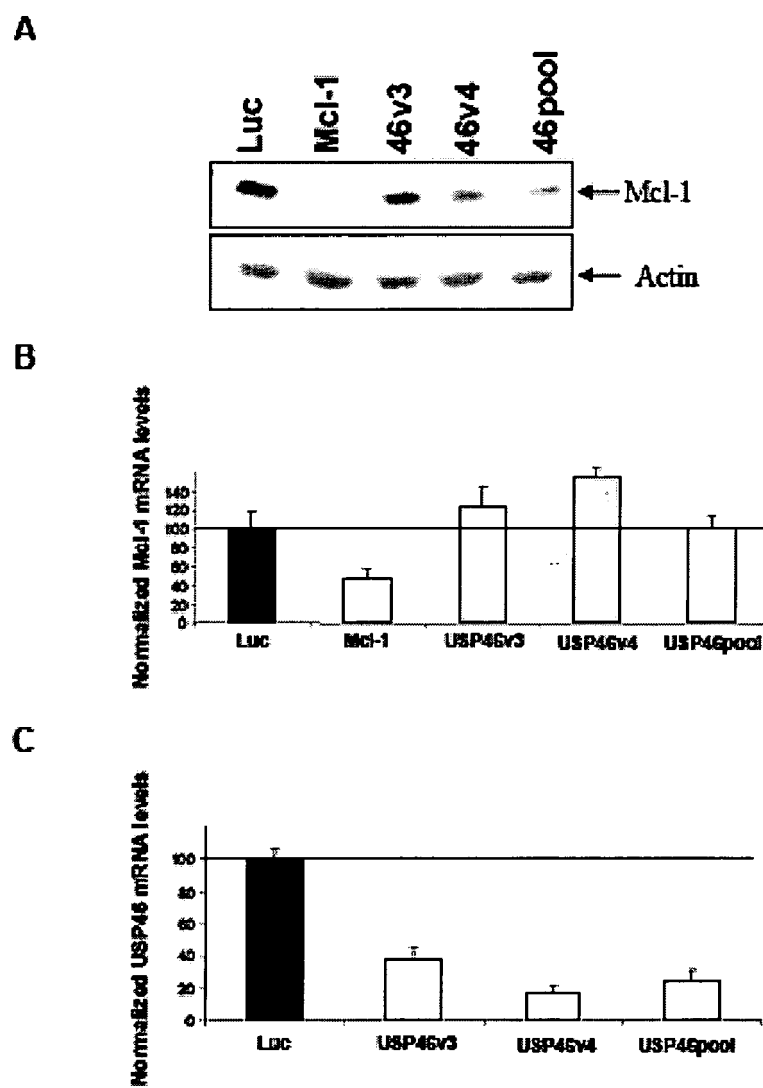 A
Luc Mcl-1 46v3 46v4 46pool
Mcl-1
Actin
B
Normalized Mcl-1 mRNA levels
140
120
100
80
60
40
20
0
Luc Mcl-1 USP46v3 USP46v4 USP46pool
C
Normalized USP46 mRNA levels
100
80
60
40
20
0
Luc USP46v3 USP46v4 USP46pool